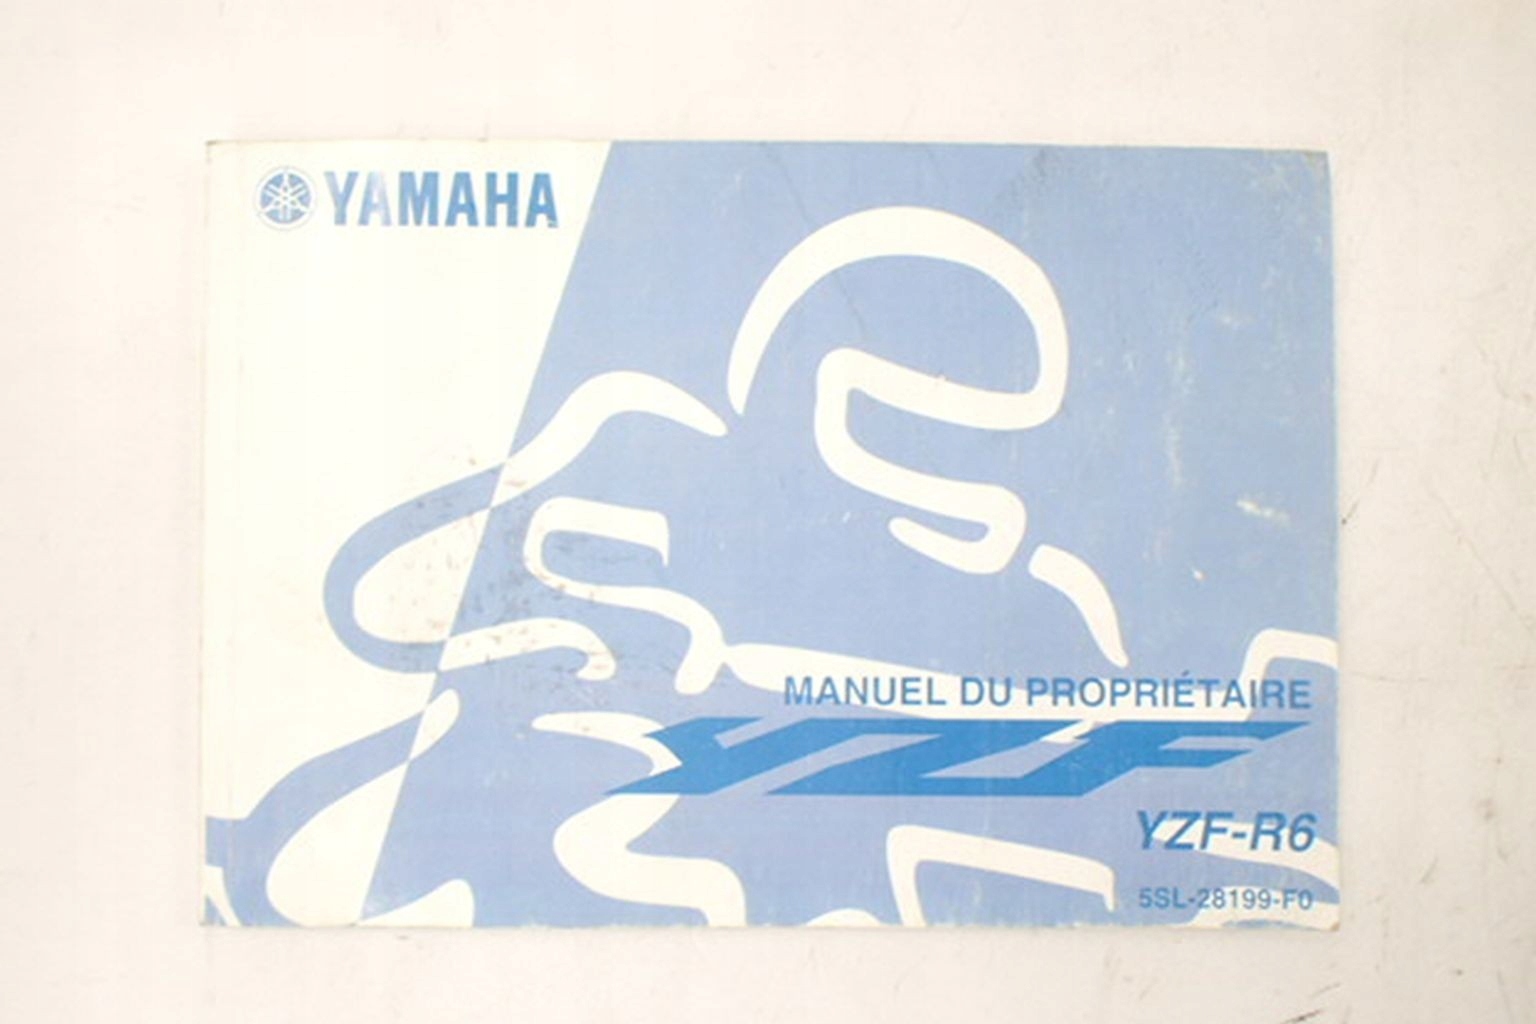 YAMAHA
MANUEL DU PROPRIÉTAIRE
YZF
YZF-R6
5SL-28199-F0